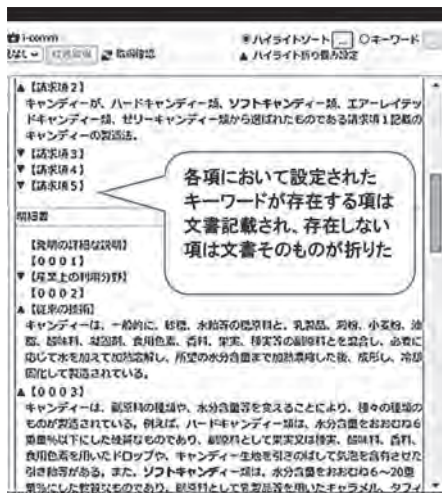 i-comm
◉ハイライトソート ... ○キーワード
なし
▲ ハイライト折り畳み設定
▲【請求項2】
キャンディーが、ハードキャンディー類、ソフトキャンディー類、エアーレイテッ
ドキャンディー類、ゼリーキャンディー類から選ばれたものである請求項1記載の
キャンディーの製造法。
▼【請求項3】
▼【請求項4】
▼【請求項5】
各項において設定された
キーワードが存在する項は
文書記載され、存在しない
項は文書そのものが折りた
明細書
【発明の詳細な説明】
【0001】
▼【産業上の利用分野】
【0002】
▲【従来の技術】
キャンディーは、一般的に、砂糖、水飴等の糖原料と、乳製品、澱粉、小麦粉、油
脂、酸味料、凝固剤、食用色素、香料、果実、種実等の副原料とを混合し、必要に
応じて水を加えて加熱溶解し、所望の水分含量まで加熱濃縮した後、成形し、冷却
固化して製造されている。
▲【0003】
キャンディーは、副原料の種類や、水分含量等を変えることにより、種々の種類の
ものが製造されている。例えば、ハードキャンディー類は、水分含量をおおむね6
重量%以下にした硬質なものであり、副原料として果実又は種実、酸味料、香料、
食用色素を用いたドロップや、キャンディー生地を引きのばして気泡を含有させた
引き飴等がある。また、ソフトキャンディー類は、水分含量をおおむね6～20重
量%にした軟質なものであり、副原料として乳製品等を用いたキャラメル、タフィ